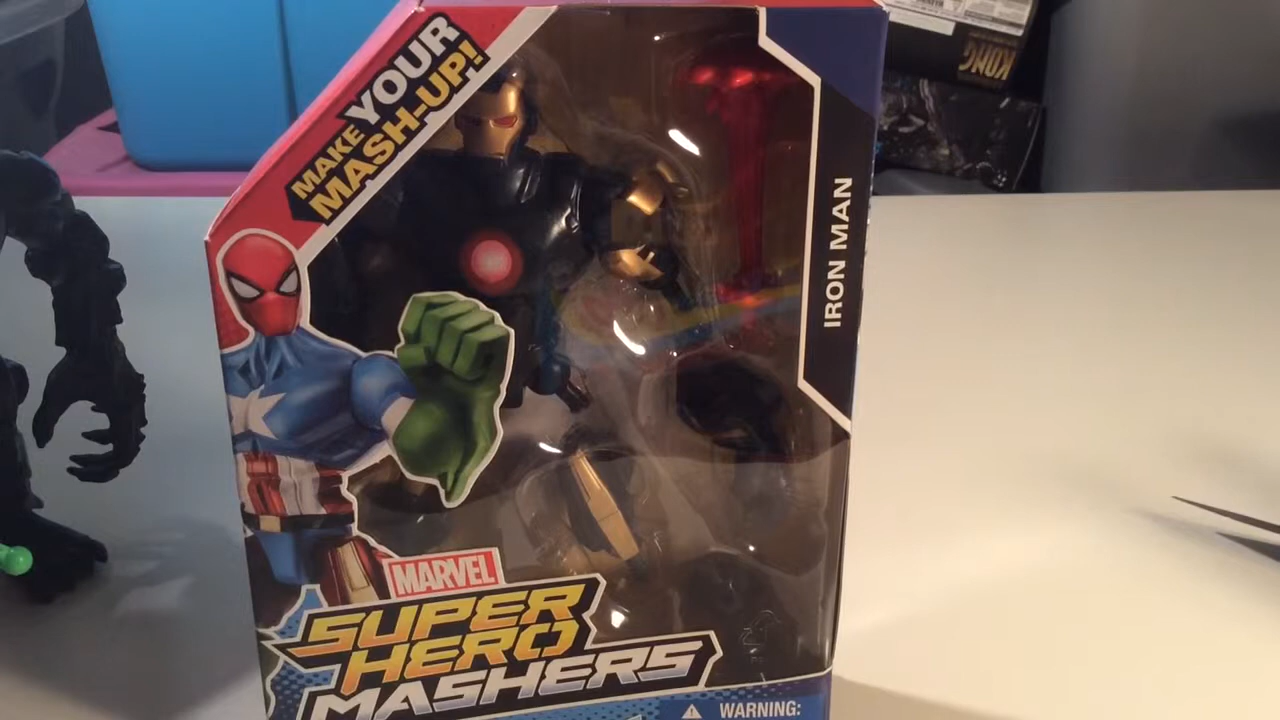 MAKE YOUR
MASH-UP!
KONG
IRON MAN
MARVEL
SUPER
HERO
MASHERS
WARNING: